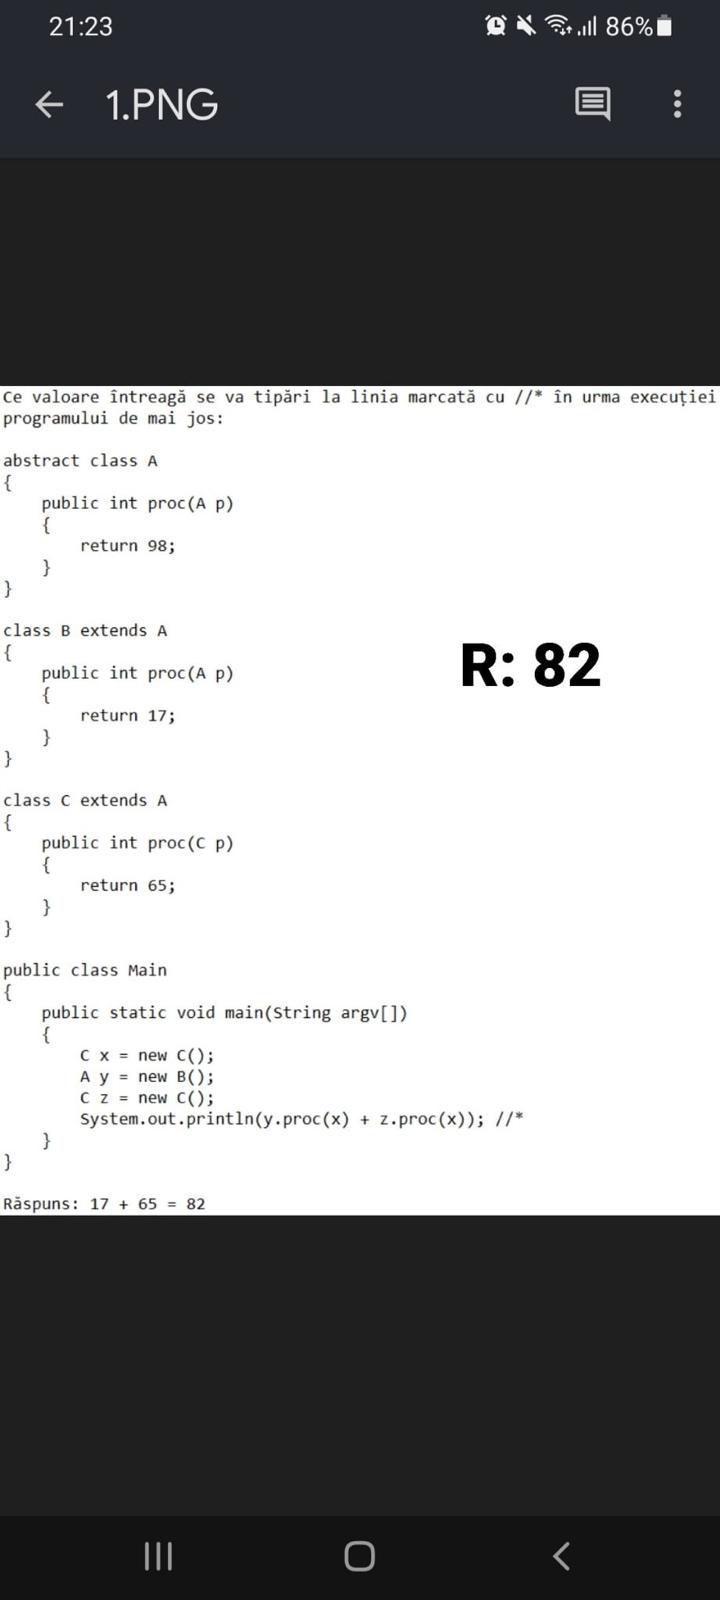 21:23 86%
1.PNG
Ce valoare întreagă se va tipări la linia marcată cu //* în urma execuției
programului de mai jos:
abstract class A
{
    public int proc(A p)
    {
        return 98;
    }
}
class B extends A
{
    public int proc(A p)
    {
        return 17;
    }
}
R: 82
class C extends A
{
    public int proc(C p)
    {
        return 65;
    }
}
public class Main
{
    public static void main(String argv[])
    {
        C x = new C();
        A y = new B();
        C z = new C();
        System.out.println(y.proc(x) + z.proc(x)); //*
    }
}
Răspuns: 17 + 65 = 82